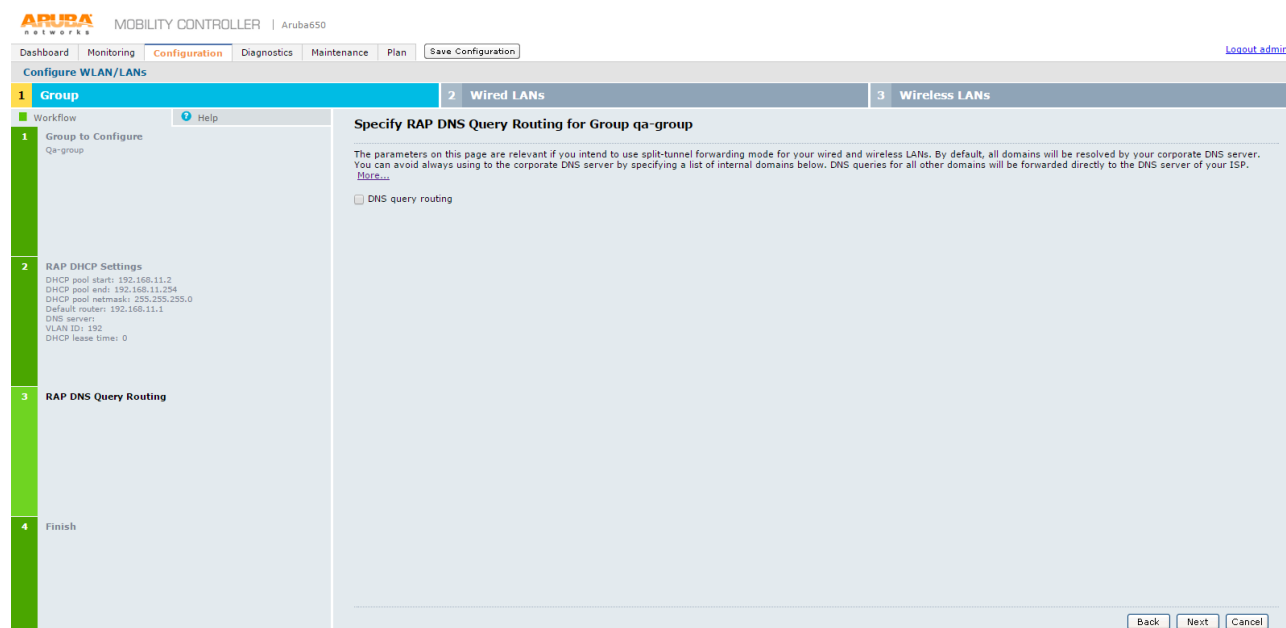 ARUBA networks MOBILITY CONTROLLER | Aruba650
Dashboard Monitoring Configuration Diagnostics Maintenance Plan Save Configuration Logout admin
Configure WLAN/LANs
1 Group 2 Wired LANs 3 Wireless LANs
Workflow ? Help
1 Group to Configure
Qa-group
2 RAP DHCP Settings
DHCP pool start: 192.168.11.2
DHCP pool end: 192.168.11.254
DHCP pool netmask: 255.255.255.0
Default router: 192.168.11.1
DNS server:
VLAN ID: 192
DHCP lease time: 0
3 RAP DNS Query Routing
4 Finish
Specify RAP DNS Query Routing for Group qa-group
The parameters on this page are relevant if you intend to use split-tunnel forwarding mode for your wired and wireless LANs. By default, all domains will be resolved by your corporate DNS server.
You can avoid always using to the corporate DNS server by specifying a list of internal domains below. DNS queries for all other domains will be forwarded directly to the DNS server of your ISP.
More...
DNS query routing
Back Next Cancel